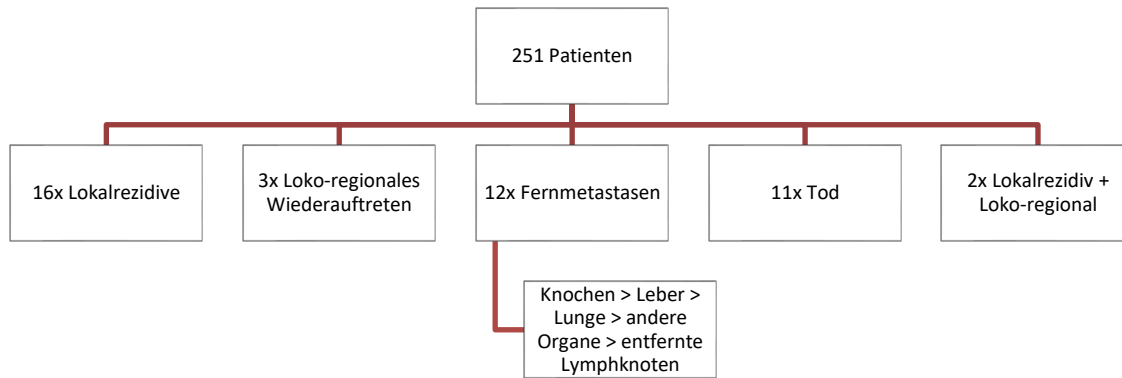 251 Patienten
16x Lokalrezidive
3x Loko-regionales
Wiederauftreten
12x Fernmetastasen
11x Tod
2x Lokalrezidiv +
Loko-regional
Knochen > Leber >
Lunge > andere
Organe > entfernte
Lymphknoten